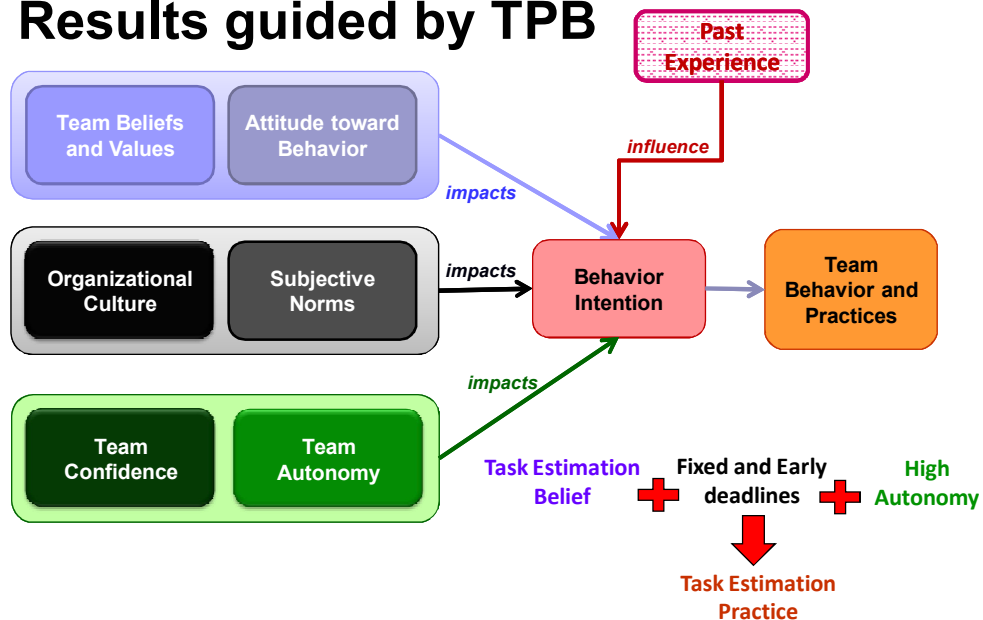 Results guided by TPB
Past
Experience
Team Beliefs
and Values
Attitude toward
Behavior
influence
impacts
Organizational
Culture
Subjective
Norms
impacts
Behavior
Intention
Team
Behavior and
Practices
impacts
Team
Confidence
Team
Autonomy
Task Estimation
Belief
Fixed and Early
deadlines
High
Autonomy
Task Estimation
Practice